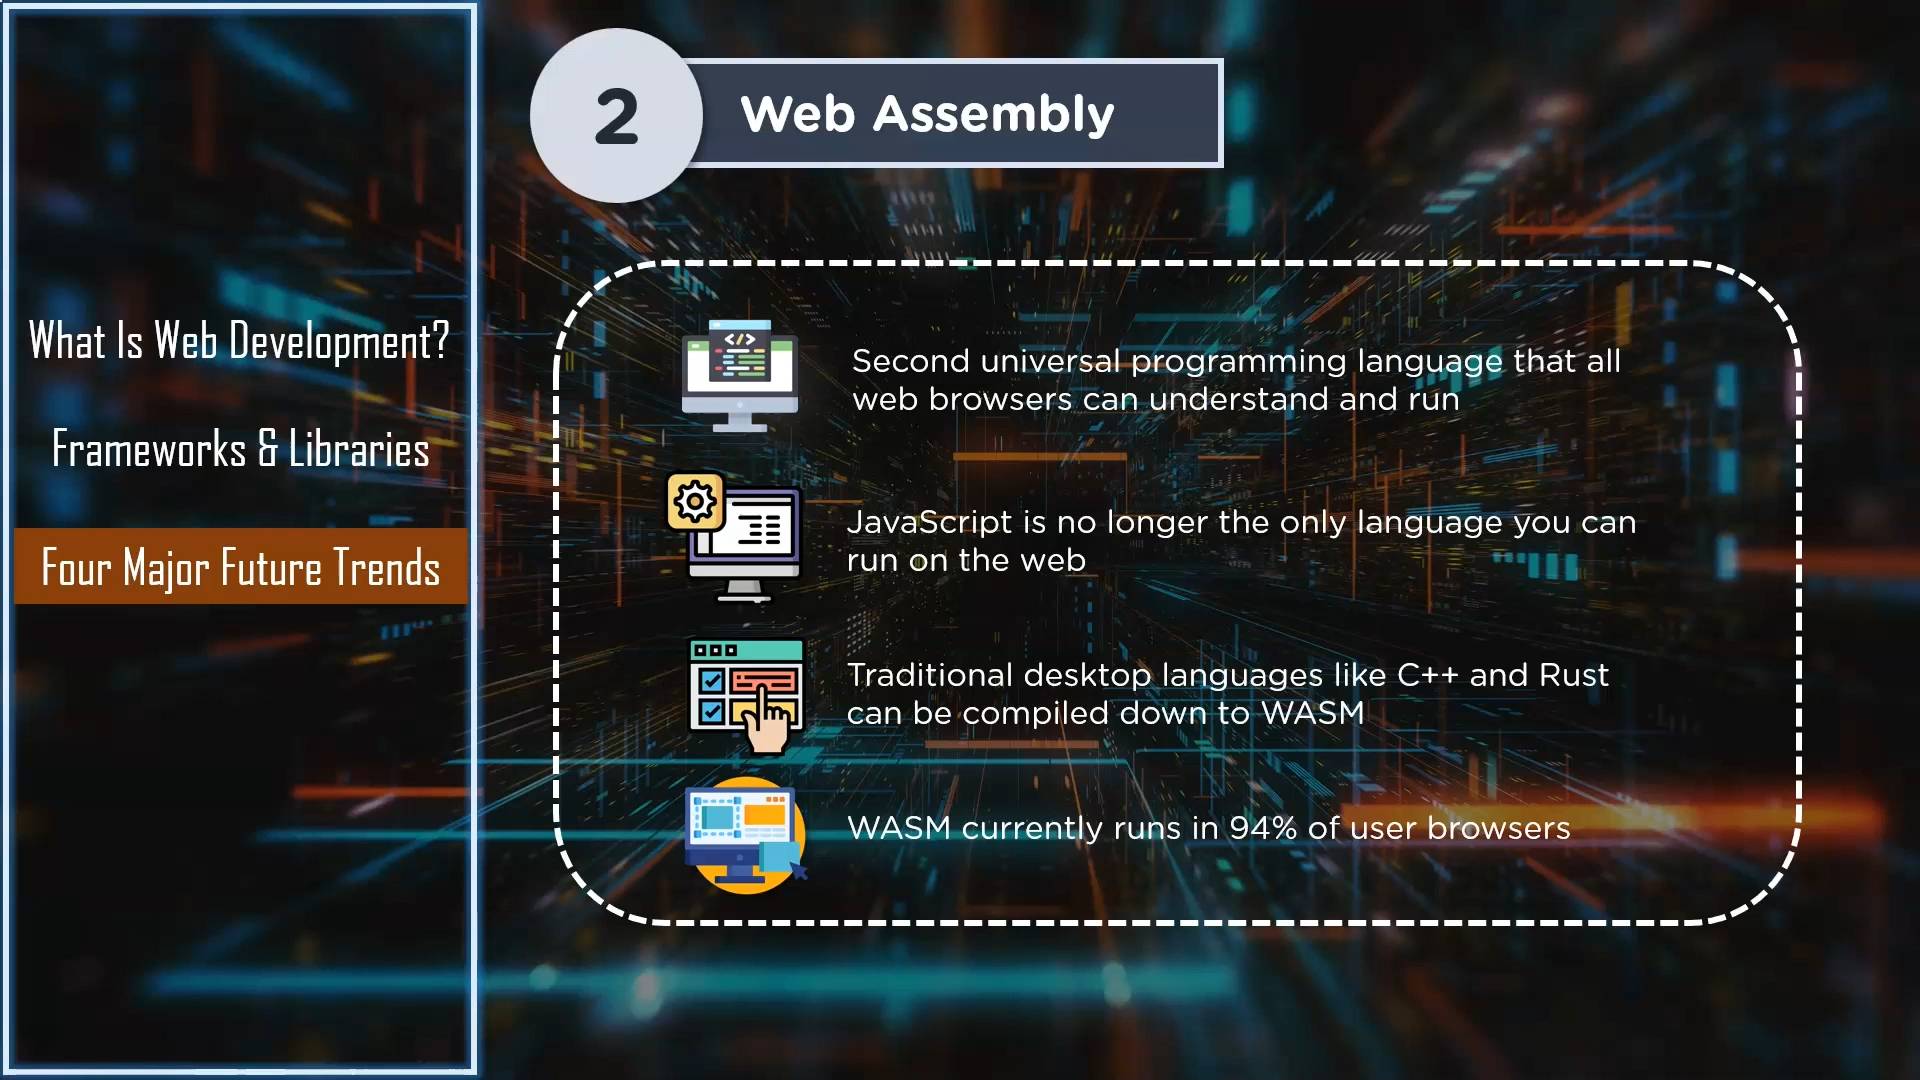 What Is Web Development?
Frameworks & Libraries
Four Major Future Trends
2
Web Assembly
</>
Second universal programming language that all
web browsers can understand and run
JavaScript is no longer the only language you can
run on the web
Traditional desktop languages like C++ and Rust
can be compiled down to WASM
WASM currently runs in 94% of user browsers